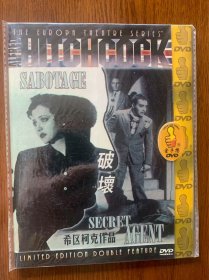 THE EUROPA THEATRE SERIES
HITCHCOCK
SABOTAGE
破壞
SECRET
AGENT
希区柯克作品
LIMITED EDITION DOUBLE FEATURE
DVD
DVD
DVD
DVD